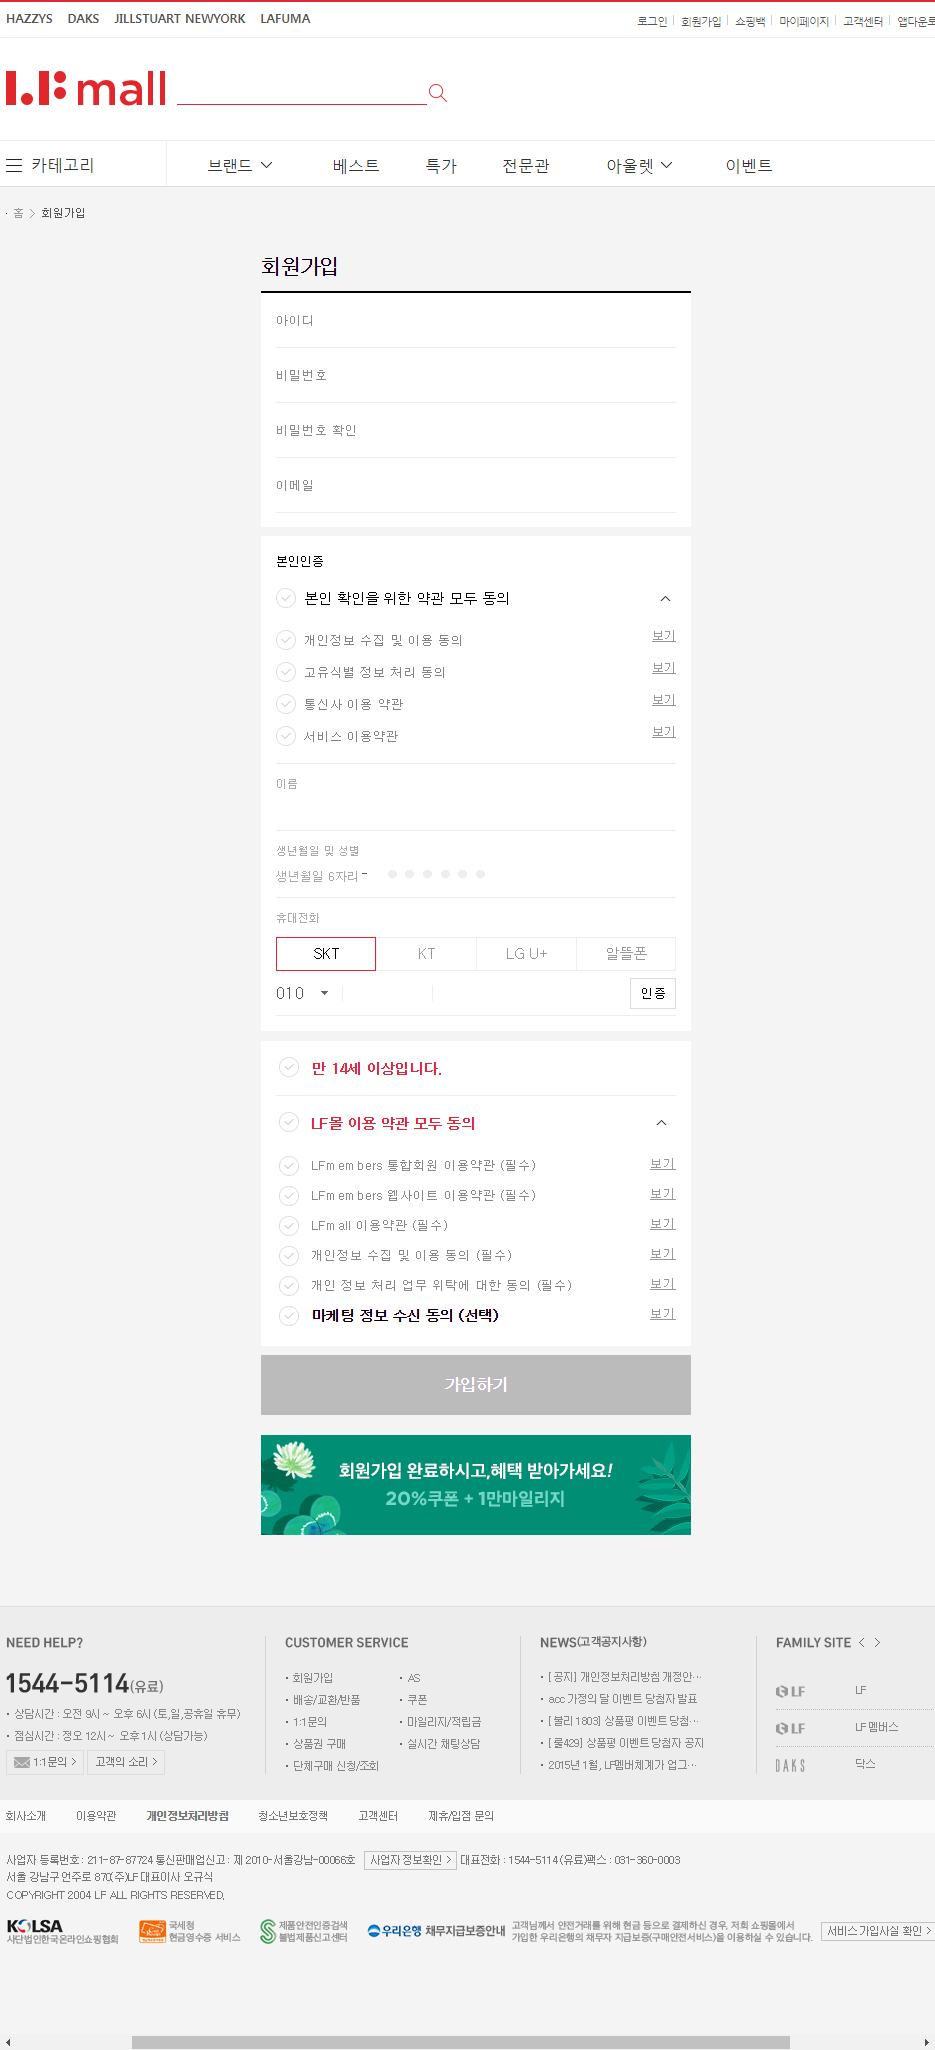 HAZZYS DAKS JILLSTUART NEWYORK LAFUMA
로그인 회원가입 쇼핑백 마이페이지 고객센터 앱다운로
LF mall
카테고리 브랜드 베스트 특가 전문관 아울렛 이벤트
홈 > 회원가입
회원가입
아이디
비밀번호
비밀번호 확인
이메일
본인인증
본인 확인을 위한 약관 모두 동의
개인정보 수집 및 이용 동의 보기
고유식별 정보 처리 동의 보기
통신사 이용 약관 보기
서비스 이용약관 보기
이름
생년월일 및 성별
생년월일 6자리 -
휴대전화
SKT KT LG U+ 알뜰폰
010 인증
만 14세 이상입니다.
LF몰 이용 약관 모두 동의
LFmembers 통합회원 이용약관 (필수) 보기
LFmembers 웹사이트 이용약관 (필수) 보기
LFmall 이용약관 (필수) 보기
개인정보 수집 및 이용 동의 (필수) 보기
개인 정보 처리 업무 위탁에 대한 동의 (필수) 보기
마케팅 정보 수신 동의 (선택) 보기
가입하기
회원가입 완료하시고,혜택 받아가세요!
20%쿠폰 + 1만마일리지
NEED HELP?
1544-5114(유료)
상담시간 : 오전 9시 ~ 오후 6시 (토,일,공휴일 휴무)
점심시간 : 정오 12시 ~ 오후 1시 (상담가능)
1:1문의 > 고객의 소리 >
CUSTOMER SERVICE
회원가입 AS
배송/교환/반품 쿠폰
1:1문의 마일리지/적립금
상품권 구매 실시간 채팅상담
단체구매 신청/조회
NEWS(고객공지사항)
[공지] 개인정보처리방침 개정안…
acc 가정의 달 이벤트 당첨자 발표
[블리 1803] 상품평 이벤트 당첨…
[룰429] 상품평 이벤트 당첨자 공지
2015년 1월, LF멤버체계가 업그…
FAMILY SITE < >
LF LF
LF LF 멤버스
DAKS 닥스
회사소개 이용약관 개인정보처리방침 청소년보호정책 고객센터 제휴/입점 문의
사업자 등록번호 : 211-87-87724 통신판매업신고 : 제 2010-서울강남-00066호 사업자 정보확인 > 대표전화 : 1544-5114 (유료)팩스 : 031-360-0003
서울 강남구 언주로 870(주)LF 대표이사 오규식
COPYRIGHT 2004 LF ALL RIGHTS RESERVED.
KOLSA 사단법인한국온라인쇼핑협회
국세청 현금영수증 서비스
제품안전인증검색 불법제품신고센터
우리은행 채무지급보증안내
고객님께서 안전거래를 위해 현금 등으로 결제하신 경우, 저희 쇼핑몰에서
가입한 우리은행의 채무자 지급보증(구매안전서비스)을 이용하실 수 있습니다.
서비스 가입사실 확인 >